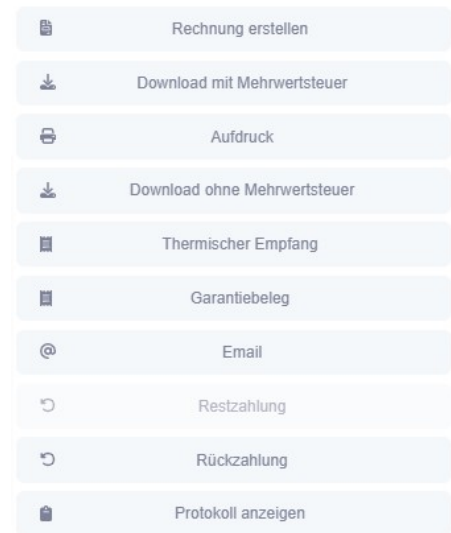 Rechnung erstellen
Download mit Mehrwertsteuer
Aufdruck
Download ohne Mehrwertsteuer
Thermischer Empfang
Garantiebeleg
Email
Restzahlung
Rückzahlung
Protokoll anzeigen